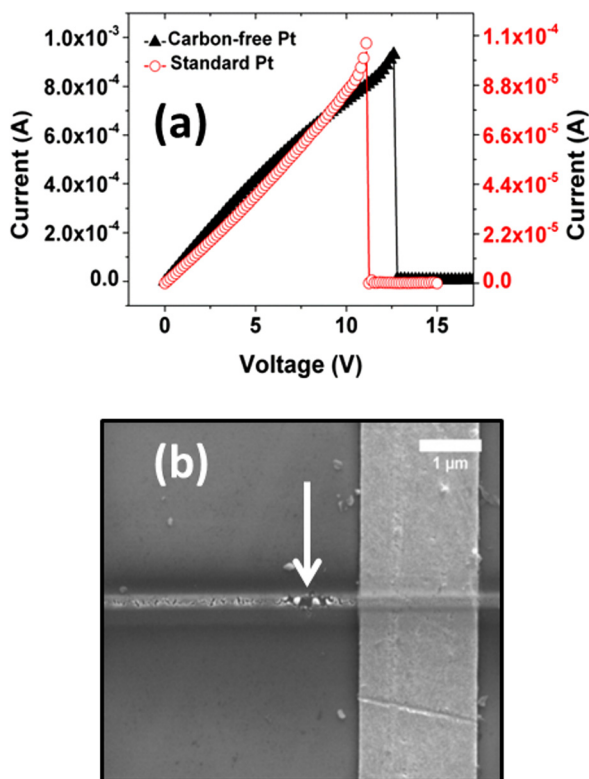 Carbon-free Pt
Standard Pt
(a)
Current (A)
1.0x10⁻³
8.0x10⁻⁴
6.0x10⁻⁴
4.0x10⁻⁴
2.0x10⁻⁴
0.0
1.1x10⁻⁴
8.8x10⁻⁵
6.6x10⁻⁵
4.4x10⁻⁵
2.2x10⁻⁵
0.0
Current (A)
0 5 10 15
Voltage (V)
(b)
1 µm